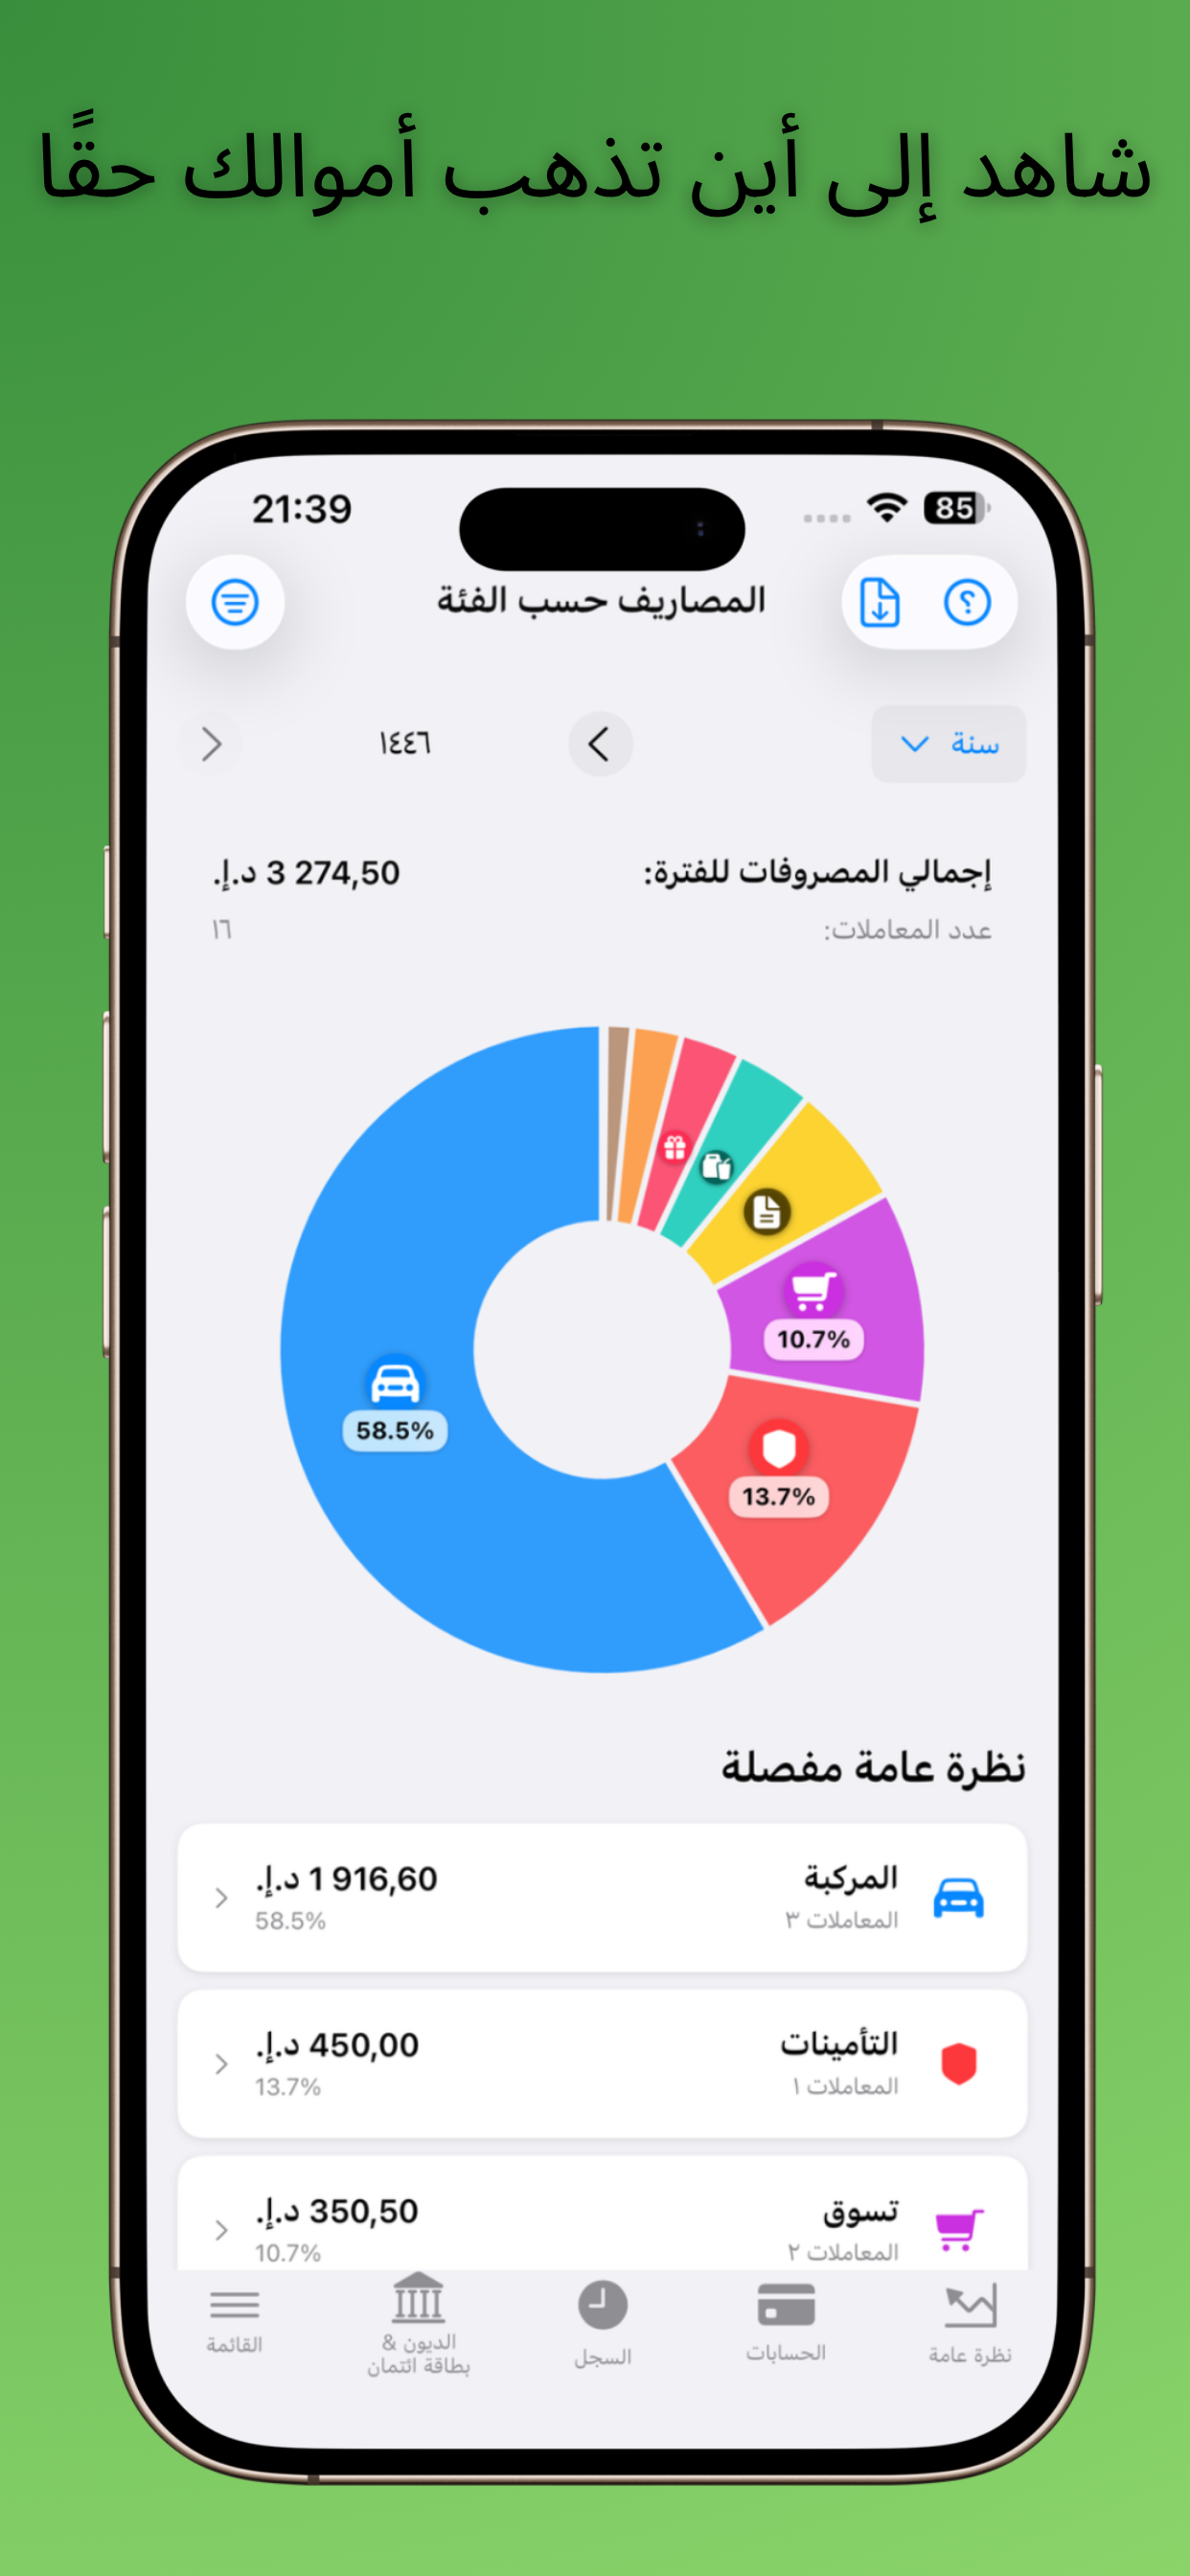 شاهد إلى أين تذهب أموالك حقًا
21:39
85
المصاريف حسب الفئة
سنة
١٤٤٦
إجمالي المصروفات للفترة: 3 274,50 د.إ.
عدد المعاملات: ١٦
10.7%
58.5%
13.7%
نظرة عامة مفصلة
المركبة 1 916,60 د.إ.
المعاملات ٣ 58.5%
التأمينات 450,00 د.إ.
المعاملات ١ 13.7%
تسوق 350,50 د.إ.
المعاملات ٢ 10.7%
نظرة عامة
الحسابات
السجل
الديون &
بطاقة ائتمان
القائمة